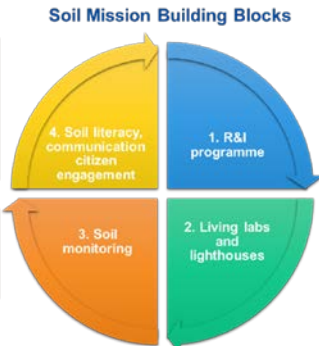 Soil Mission Building Blocks
4. Soil literacy,
communication
citizen
engagement
1. R&I
programme
3. Soil
monitoring
2. Living labs
and
lighthouses